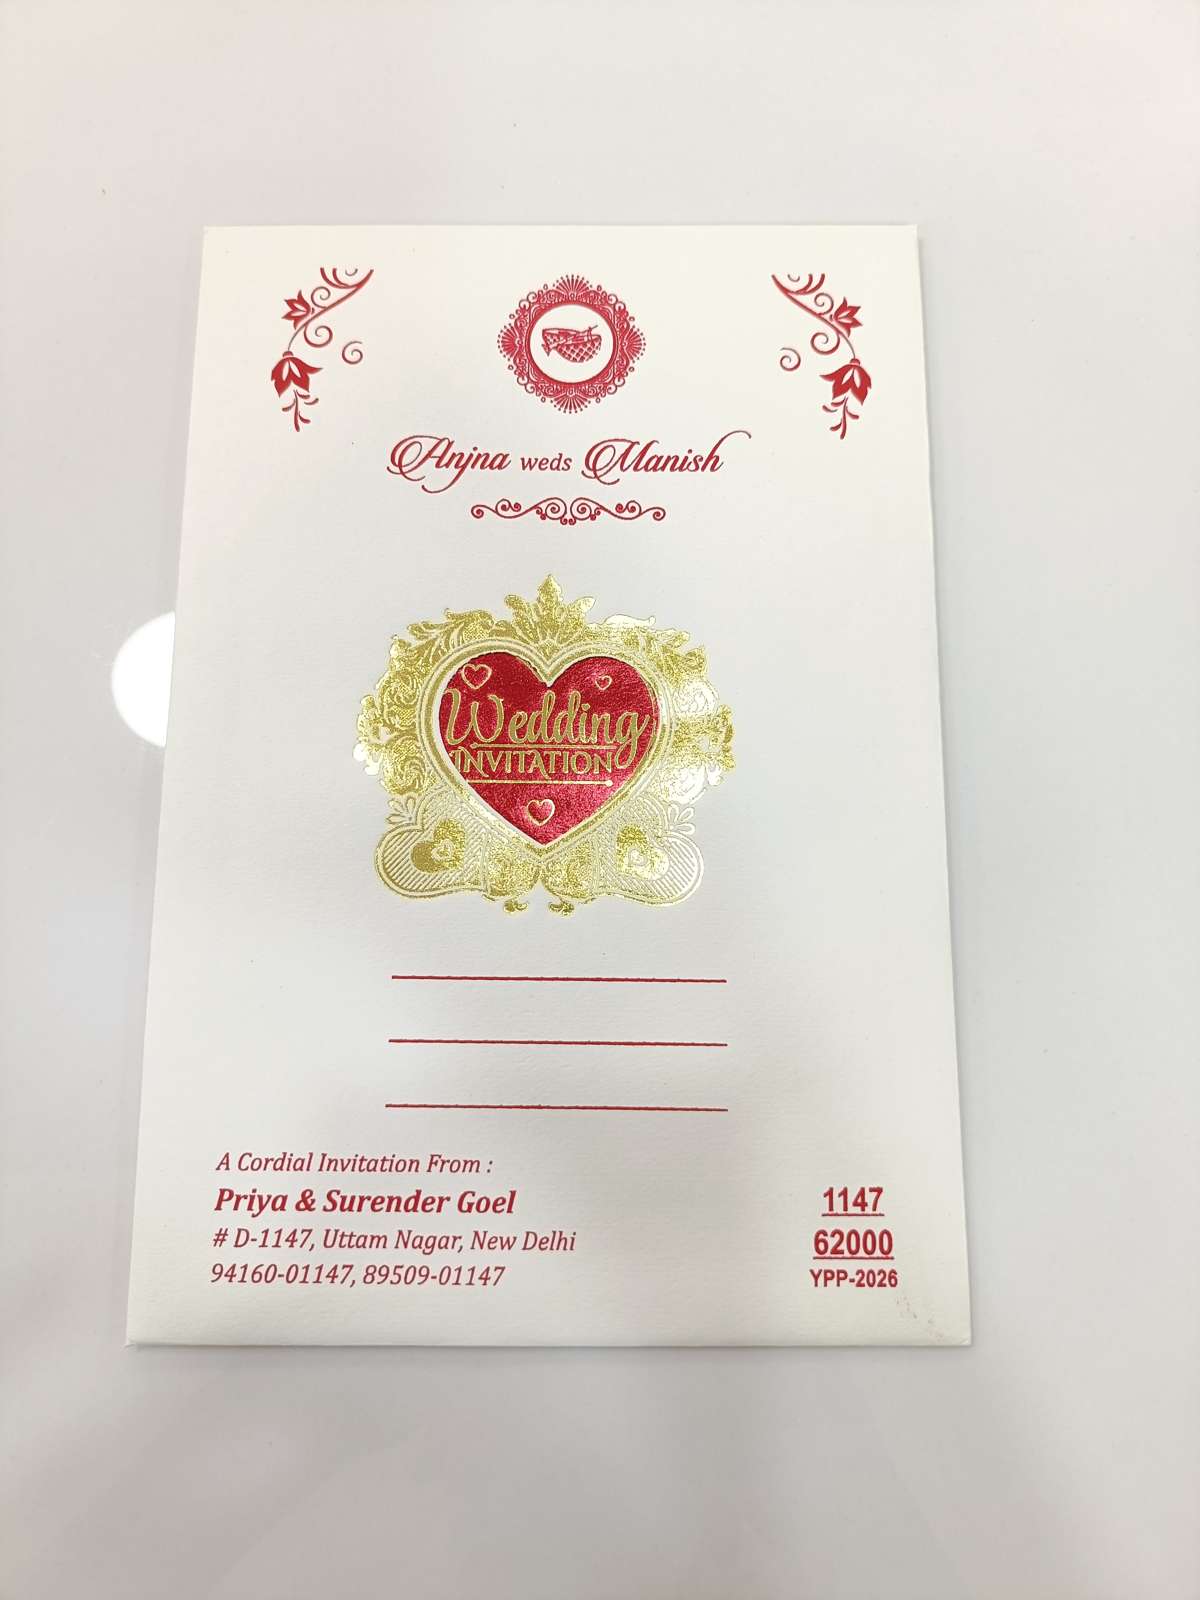 Anjna weds Manish
Wedding
INVITATION
A Cordial Invitation From :
Priya & Surender Goel
# D-1147, Uttam Nagar, New Delhi
94160-01147, 89509-01147
1147
62000
YPP-2026